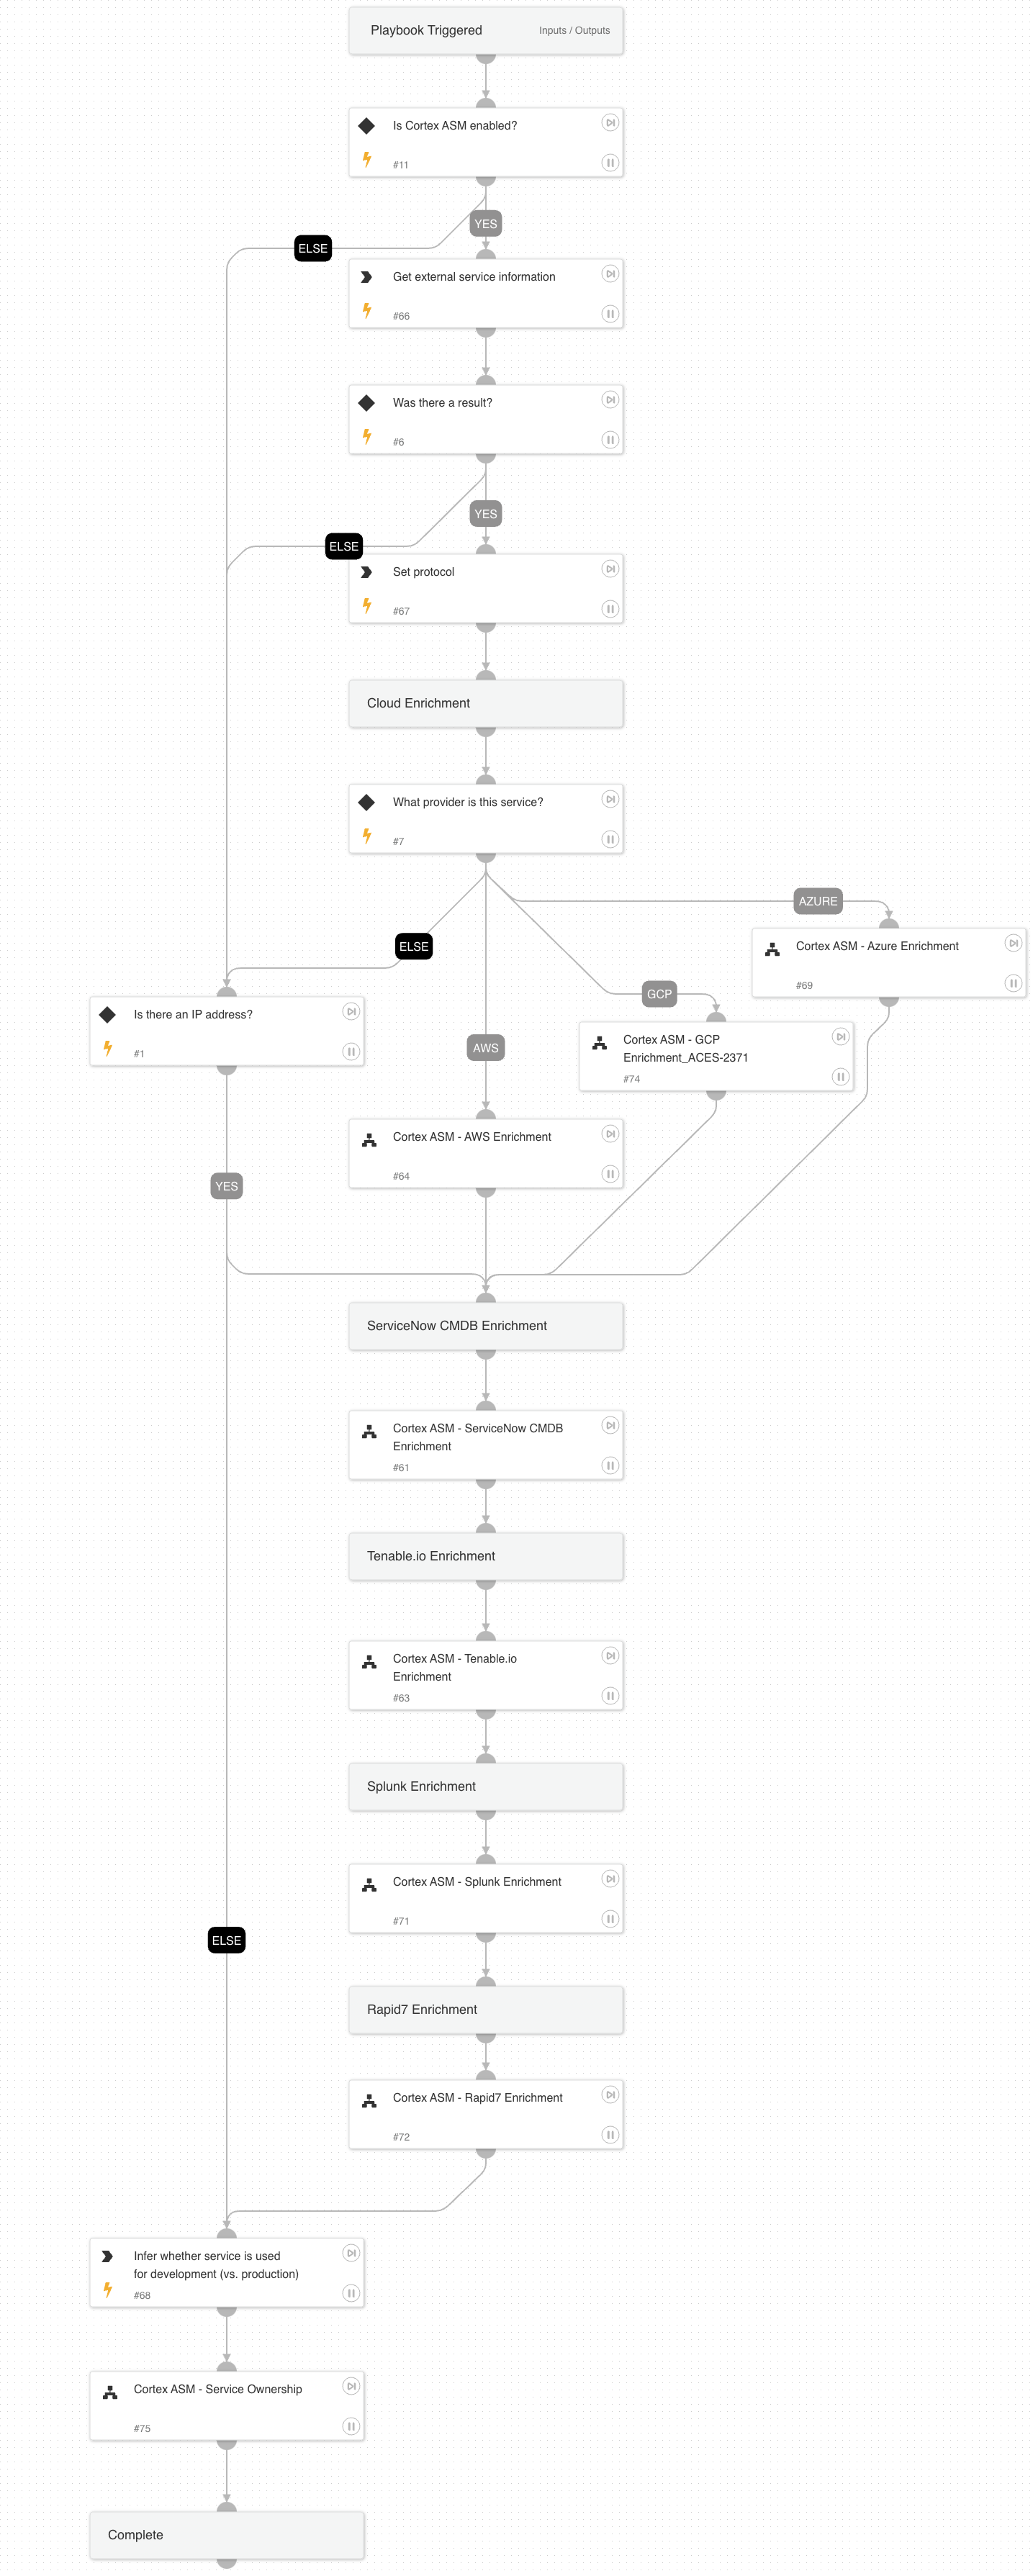 Playbook Triggered
Inputs / Outputs
Is Cortex ASM enabled?
#11
YES
ELSE
Get external service information
#66
Was there a result?
#6
YES
ELSE
Set protocol
#67
Cloud Enrichment
What provider is this service?
#7
AZURE
ELSE
Cortex ASM - Azure Enrichment
#69
GCP
Is there an IP address?
#1
Cortex ASM - GCP
Enrichment_ACES-2371
#74
AWS
Cortex ASM - AWS Enrichment
#64
YES
ServiceNow CMDB Enrichment
Cortex ASM - ServiceNow CMDB
Enrichment
#61
Tenable.io Enrichment
Cortex ASM - Tenable.io
Enrichment
#63
Splunk Enrichment
Cortex ASM - Splunk Enrichment
#71
ELSE
Rapid7 Enrichment
Cortex ASM - Rapid7 Enrichment
#72
Infer whether service is used
for development (vs. production)
#68
Cortex ASM - Service Ownership
#75
Complete